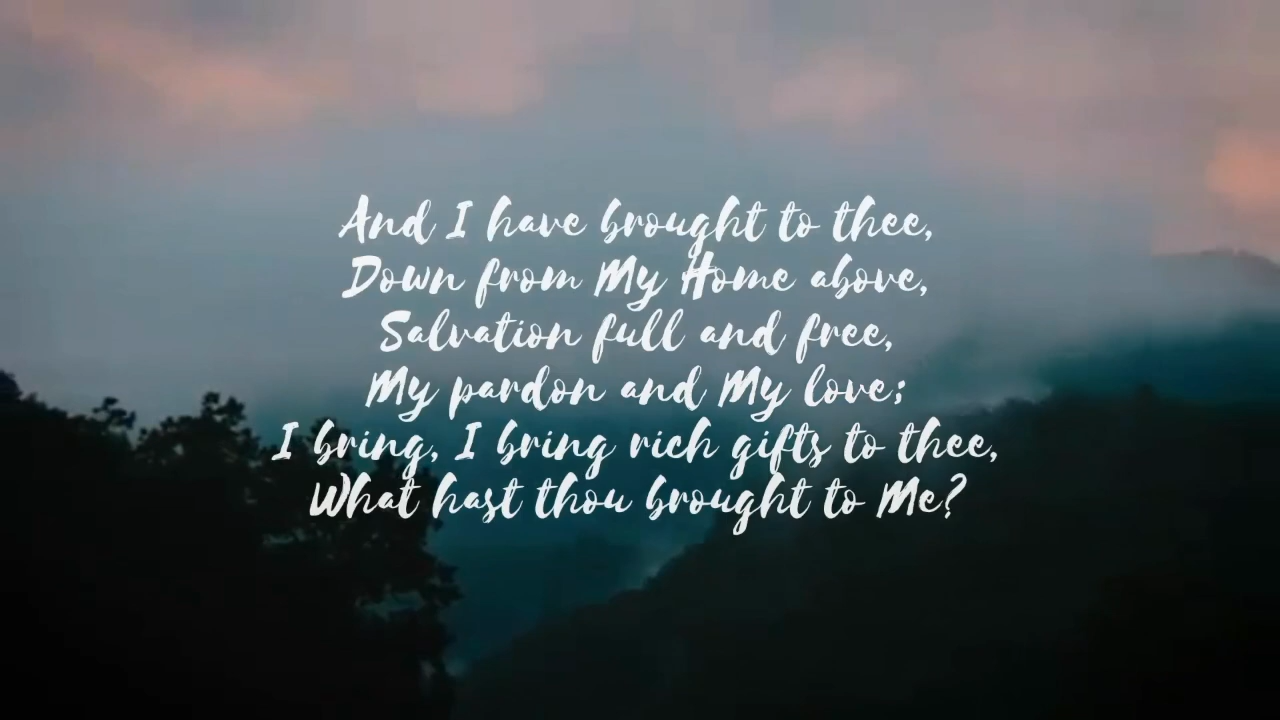 And I have brought to thee,
Down from My Home above,
Salvation full and free,
My pardon and My love;
I bring, I bring rich gifts to thee,
What hast thou brought to Me?